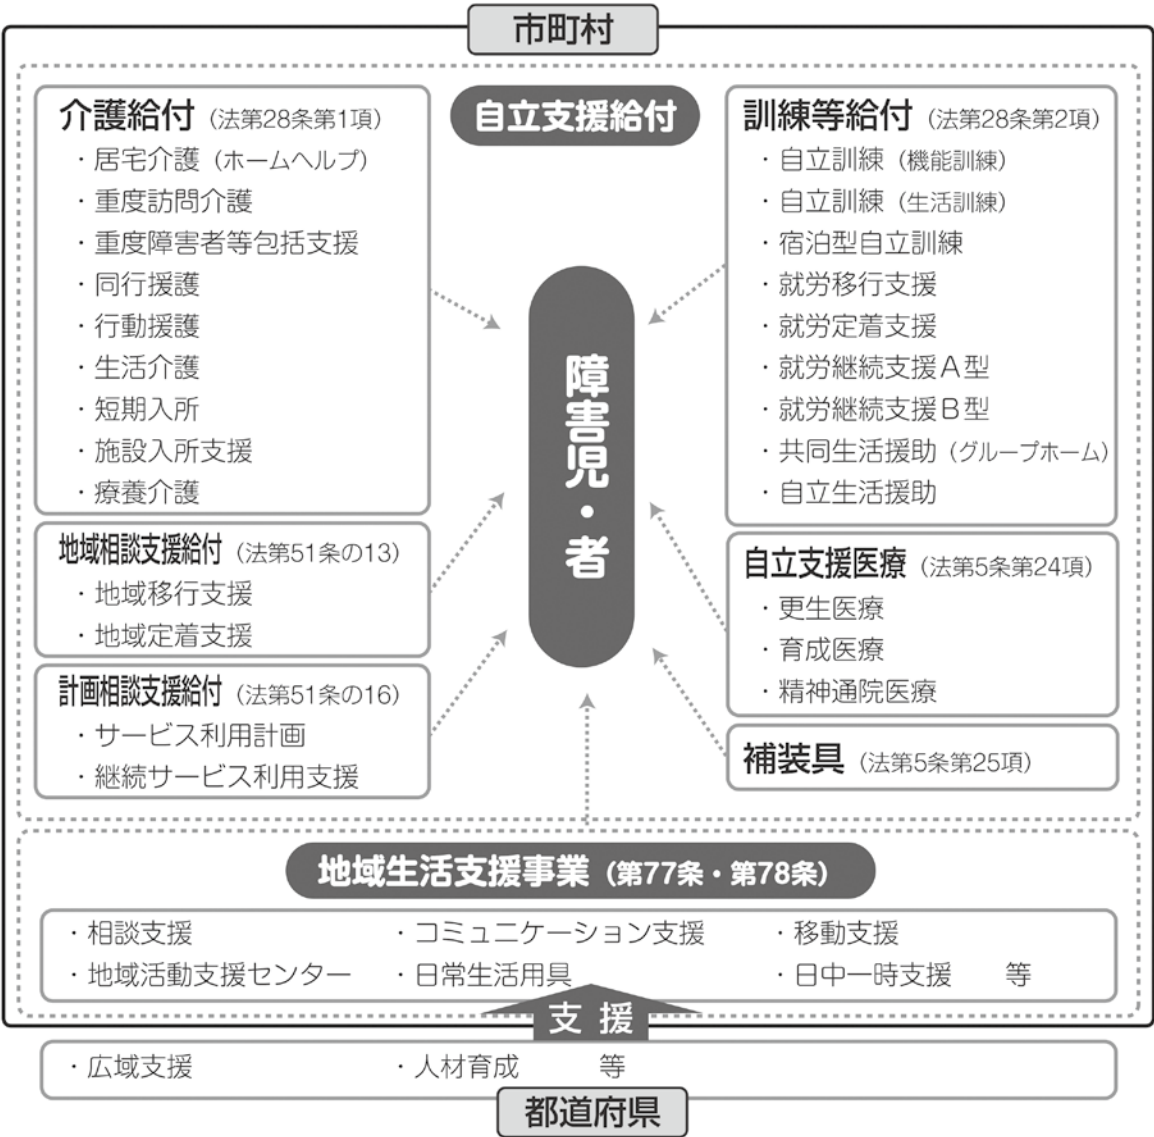 市町村
自立支援給付
介護給付（法第28条第1項）
・居宅介護（ホームヘルプ）
・重度訪問介護
・重度障害者等包括支援
・同行援護
・行動援護
・生活介護
・短期入所
・施設入所支援
・療養介護
地域相談支援給付（法第51条の13）
・地域移行支援
・地域定着支援
計画相談支援給付（法第51条の16）
・サービス利用計画
・継続サービス利用支援
障害児・者
訓練等給付（法第28条第2項）
・自立訓練（機能訓練）
・自立訓練（生活訓練）
・宿泊型自立訓練
・就労移行支援
・就労定着支援
・就労継続支援A型
・就労継続支援B型
・共同生活援助（グループホーム）
・自立生活援助
自立支援医療（法第5条第24項）
・更生医療
・育成医療
・精神通院医療
補装具（法第5条第25項）
地域生活支援事業（第77条・第78条）
・相談支援 ・コミュニケーション支援 ・移動支援
・地域活動支援センター ・日常生活用具 ・日中一時支援 等
支援
・広域支援 ・人材育成 等
都道府県